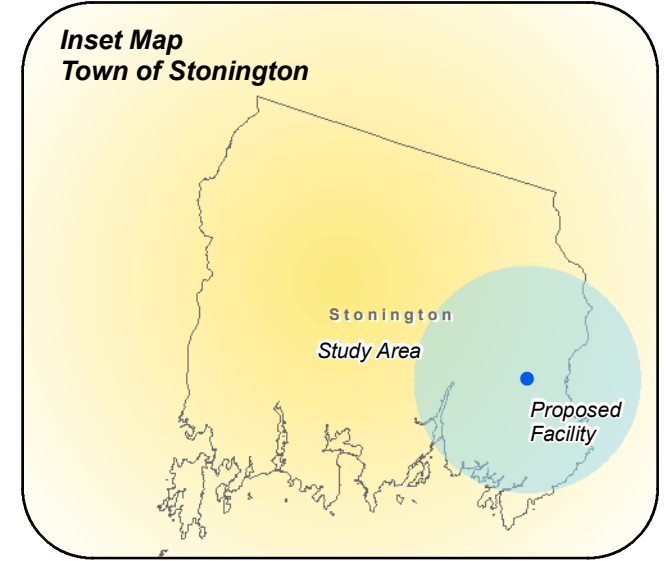 Inset Map
Town of Stonington
Stonington
Study Area
Proposed
Facility